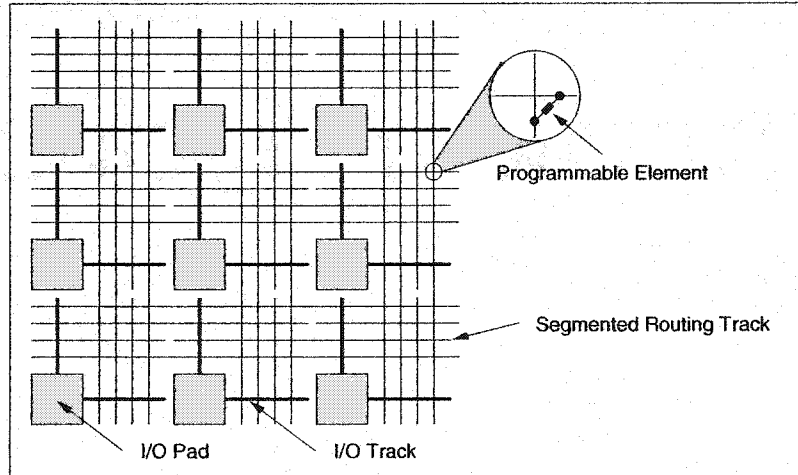 Programmable Element
Segmented Routing Track
I/O Pad
I/O Track